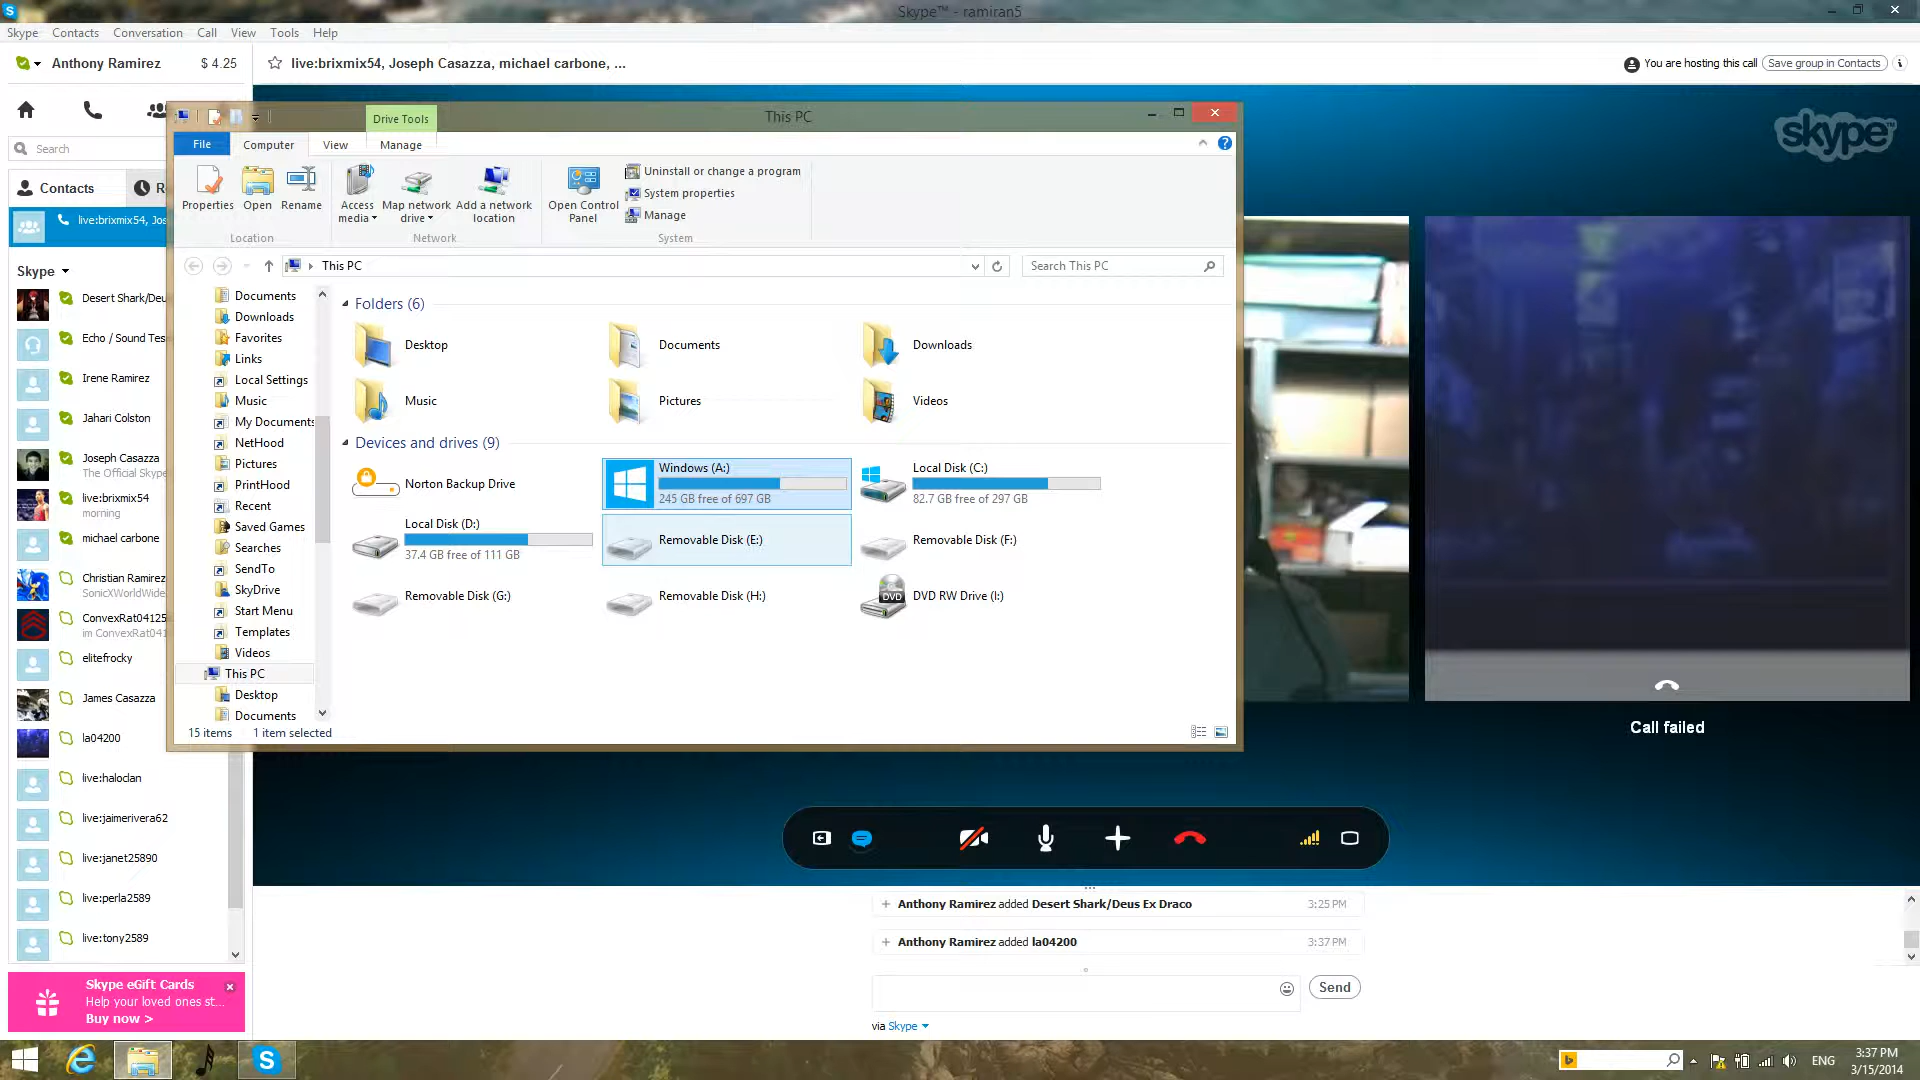 Skype™ - ramiran5
Skype Contacts Conversation Call View Tools Help
Anthony Ramirez $ 4.25
live:brixmix54, Joseph Casazza, michael carbone, ...
You are hosting this call Save group in Contacts
skype
Search
Contacts
live:brixmix54, Jos
Skype
Desert Shark/Deu
Echo / Sound Tes
Irene Ramirez
Jahari Colston
Joseph Casazza
The Official Skype
live:brixmix54
morning
michael carbone
Christian Ramirez
SonicXWorldWide
ConvexRat04125
im ConvexRat041
elitefrocky
James Casazza
la04200
live:haloclan
live:jaimerivera62
live:janet25890
live:perla2589
live:tony2589
Skype eGift Cards
Help your loved ones st...
Buy now >
Drive Tools
This PC
File Computer View Manage
Properties Open Rename
Access media
Map network drive
Add a network location
Open Control Panel
Uninstall or change a program
System properties
Manage
Location Network System
This PC
Search This PC
Documents
Downloads
Favorites
Links
Local Settings
Music
My Documents
NetHood
Pictures
PrintHood
Recent
Saved Games
Searches
SendTo
SkyDrive
Start Menu
Templates
Videos
This PC
Desktop
Documents
Folders (6)
Desktop Documents Downloads
Music Pictures Videos
Devices and drives (9)
Norton Backup Drive
Windows (A:)
245 GB free of 697 GB
Local Disk (C:)
82.7 GB free of 297 GB
Local Disk (D:)
37.4 GB free of 111 GB
Removable Disk (E:)
Removable Disk (F:)
Removable Disk (G:)
Removable Disk (H:)
DVD
DVD RW Drive (I:)
15 items 1 item selected
Call failed
Anthony Ramirez added Desert Shark/Deus Ex Draco 3:25 PM
Anthony Ramirez added la04200 3:37 PM
Send
via Skype
ENG
3:37 PM
3/15/2014